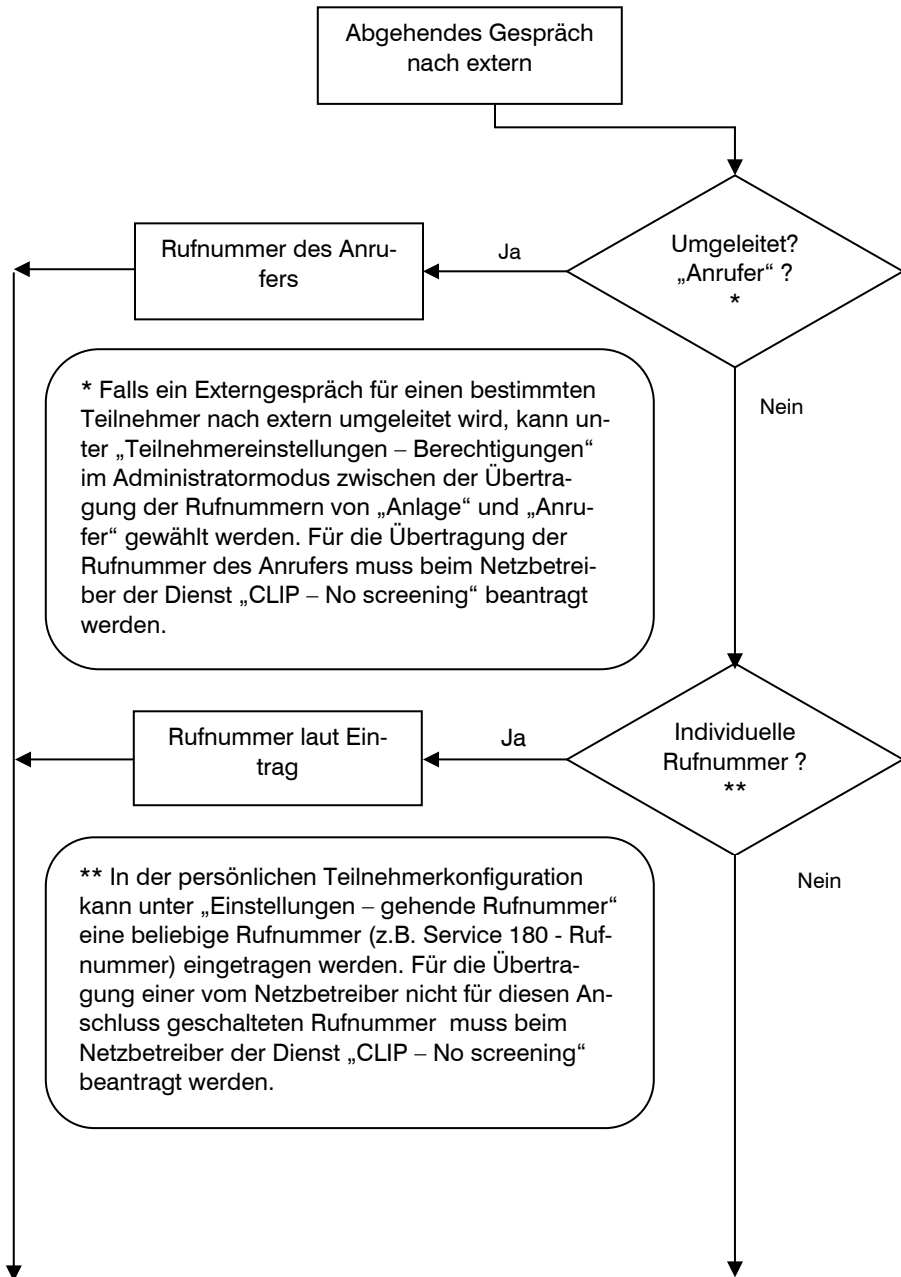 Abgehendes Gespräch
nach extern
Umgeleitet?
„Anrufer“ ?
*
Ja
Rufnummer des Anru-
fers
Nein
* Falls ein Externgespräch für einen bestimmten
Teilnehmer nach extern umgeleitet wird, kann un-
ter „Teilnehmereinstellungen – Berechtigungen“
im Administratormodus zwischen der Übertra-
gung der Rufnummern von „Anlage“ und „Anru-
fer“ gewählt werden. Für die Übertragung der
Rufnummer des Anrufers muss beim Netzbetrei-
ber der Dienst „CLIP – No screening“ beantragt
werden.
Individuelle
Rufnummer ?
**
Ja
Rufnummer laut Ein-
trag
Nein
** In der persönlichen Teilnehmerkonfiguration
kann unter „Einstellungen – gehende Rufnummer“
eine beliebige Rufnummer (z.B. Service 180 - Ruf-
nummer) eingetragen werden. Für die Übertra-
gung einer vom Netzbetreiber nicht für diesen An-
schluss geschalteten Rufnummer  muss beim
Netzbetreiber der Dienst „CLIP – No screening“
beantragt werden.